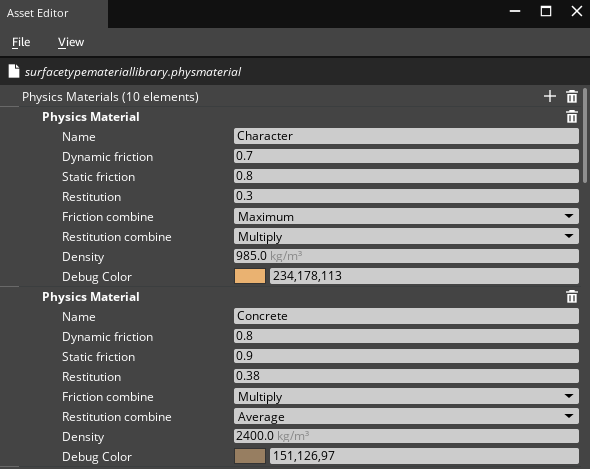 Asset Editor
File View
surfacetypemateriallibrary.physmaterial
Physics Materials (10 elements)
Physics Material
Name Character
Dynamic friction 0.7
Static friction 0.8
Restitution 0.3
Friction combine Maximum
Restitution combine Multiply
Density 985.0 kg/m³
Debug Color 234,178,113
Physics Material
Name Concrete
Dynamic friction 0.8
Static friction 0.9
Restitution 0.38
Friction combine Multiply
Restitution combine Average
Density 2400.0 kg/m³
Debug Color 151,126,97